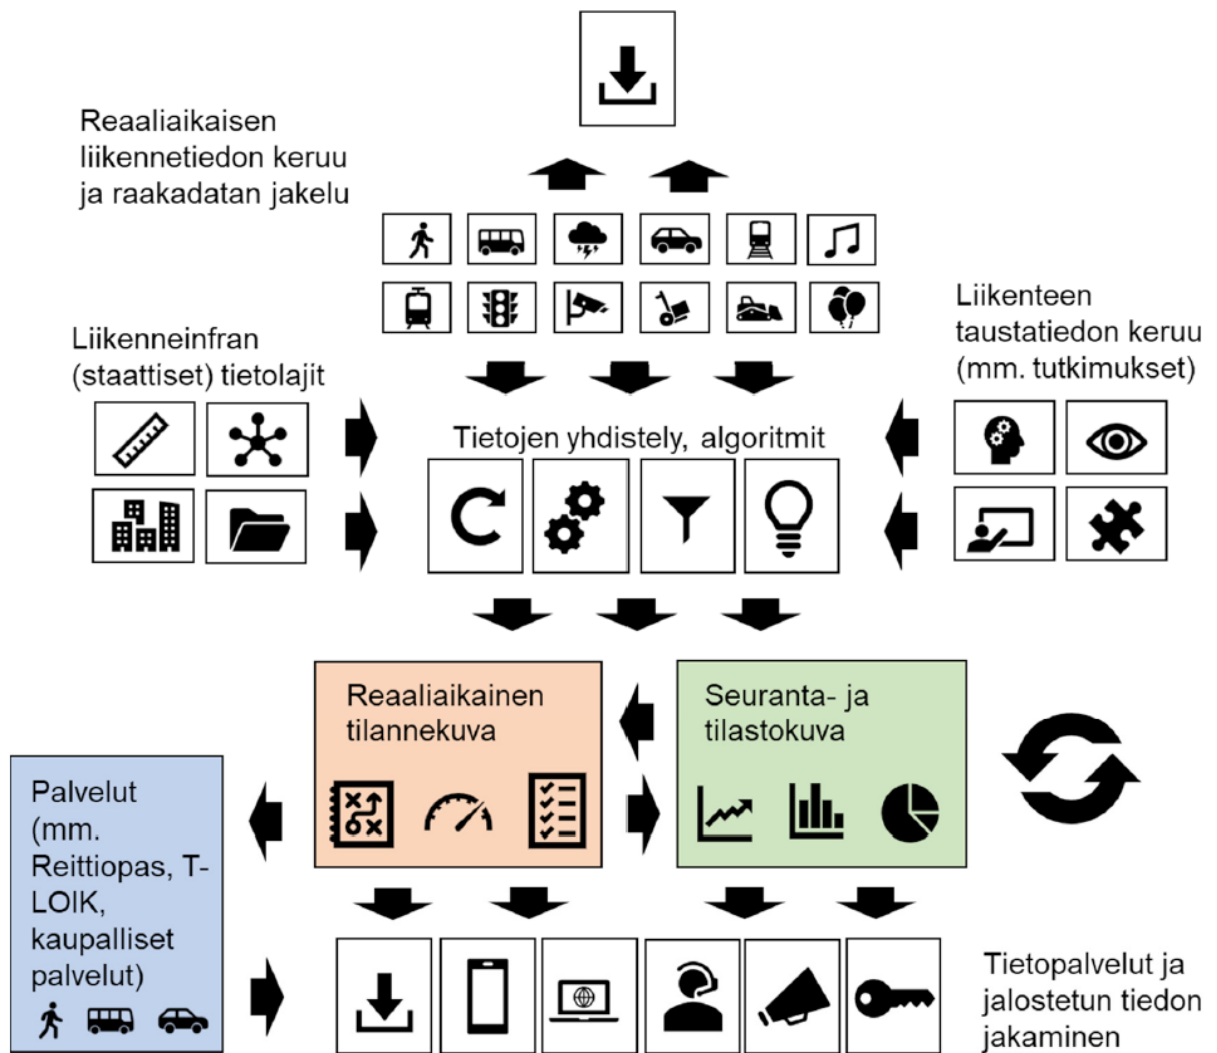 Reaaliaikaisen
liikennetiedon keruu
ja raakadatan jakelu
Liikenneinfran
(staattiset) tietolajit
Liikenteen
taustatiedon keruu
(mm. tutkimukset)
Tietojen yhdistely, algoritmit
Reaaliaikainen
tilannekuva
Seuranta- ja
tilastokuva
Palvelut
(mm.
Reittiopas, T-
LOIK,
kaupalliset
palvelut)
Tietopalvelut ja
jalostetun tiedon
jakaminen